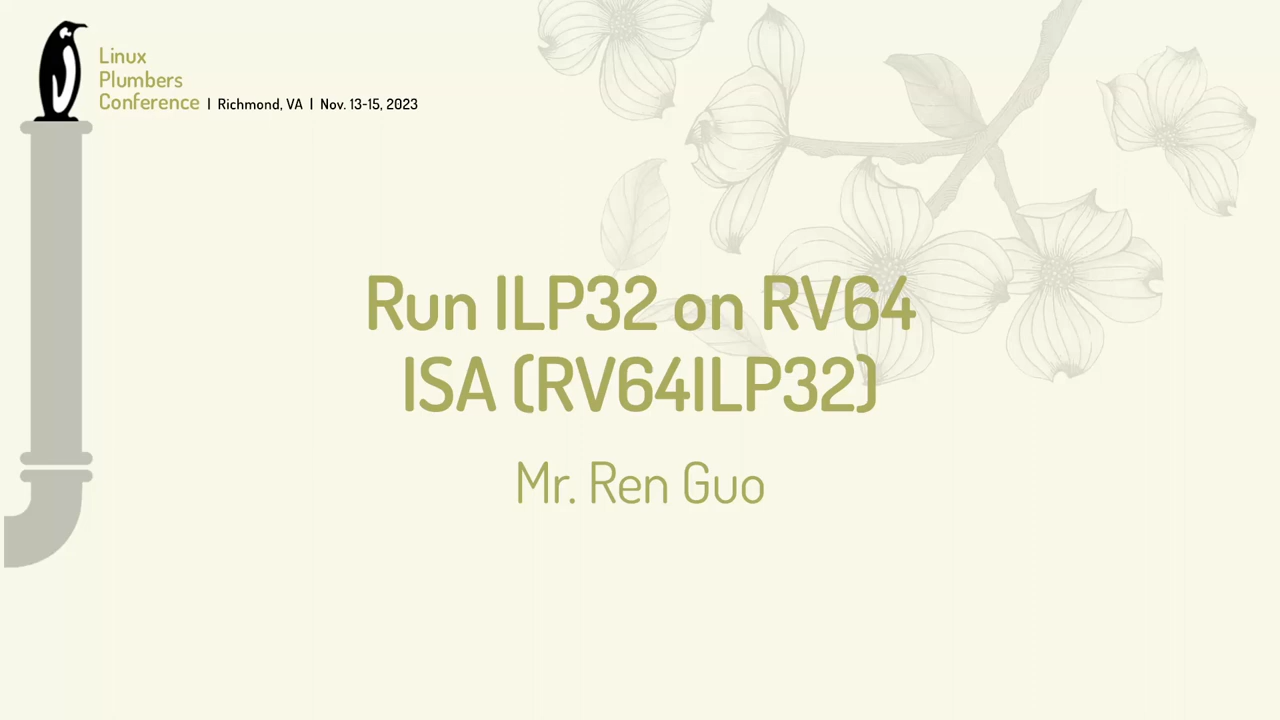 Linux
Plumbers
Conference | Richmond, VA | Nov. 13-15, 2023
Run ILP32 on RV64
ISA (RV64ILP32)
Mr. Ren Guo